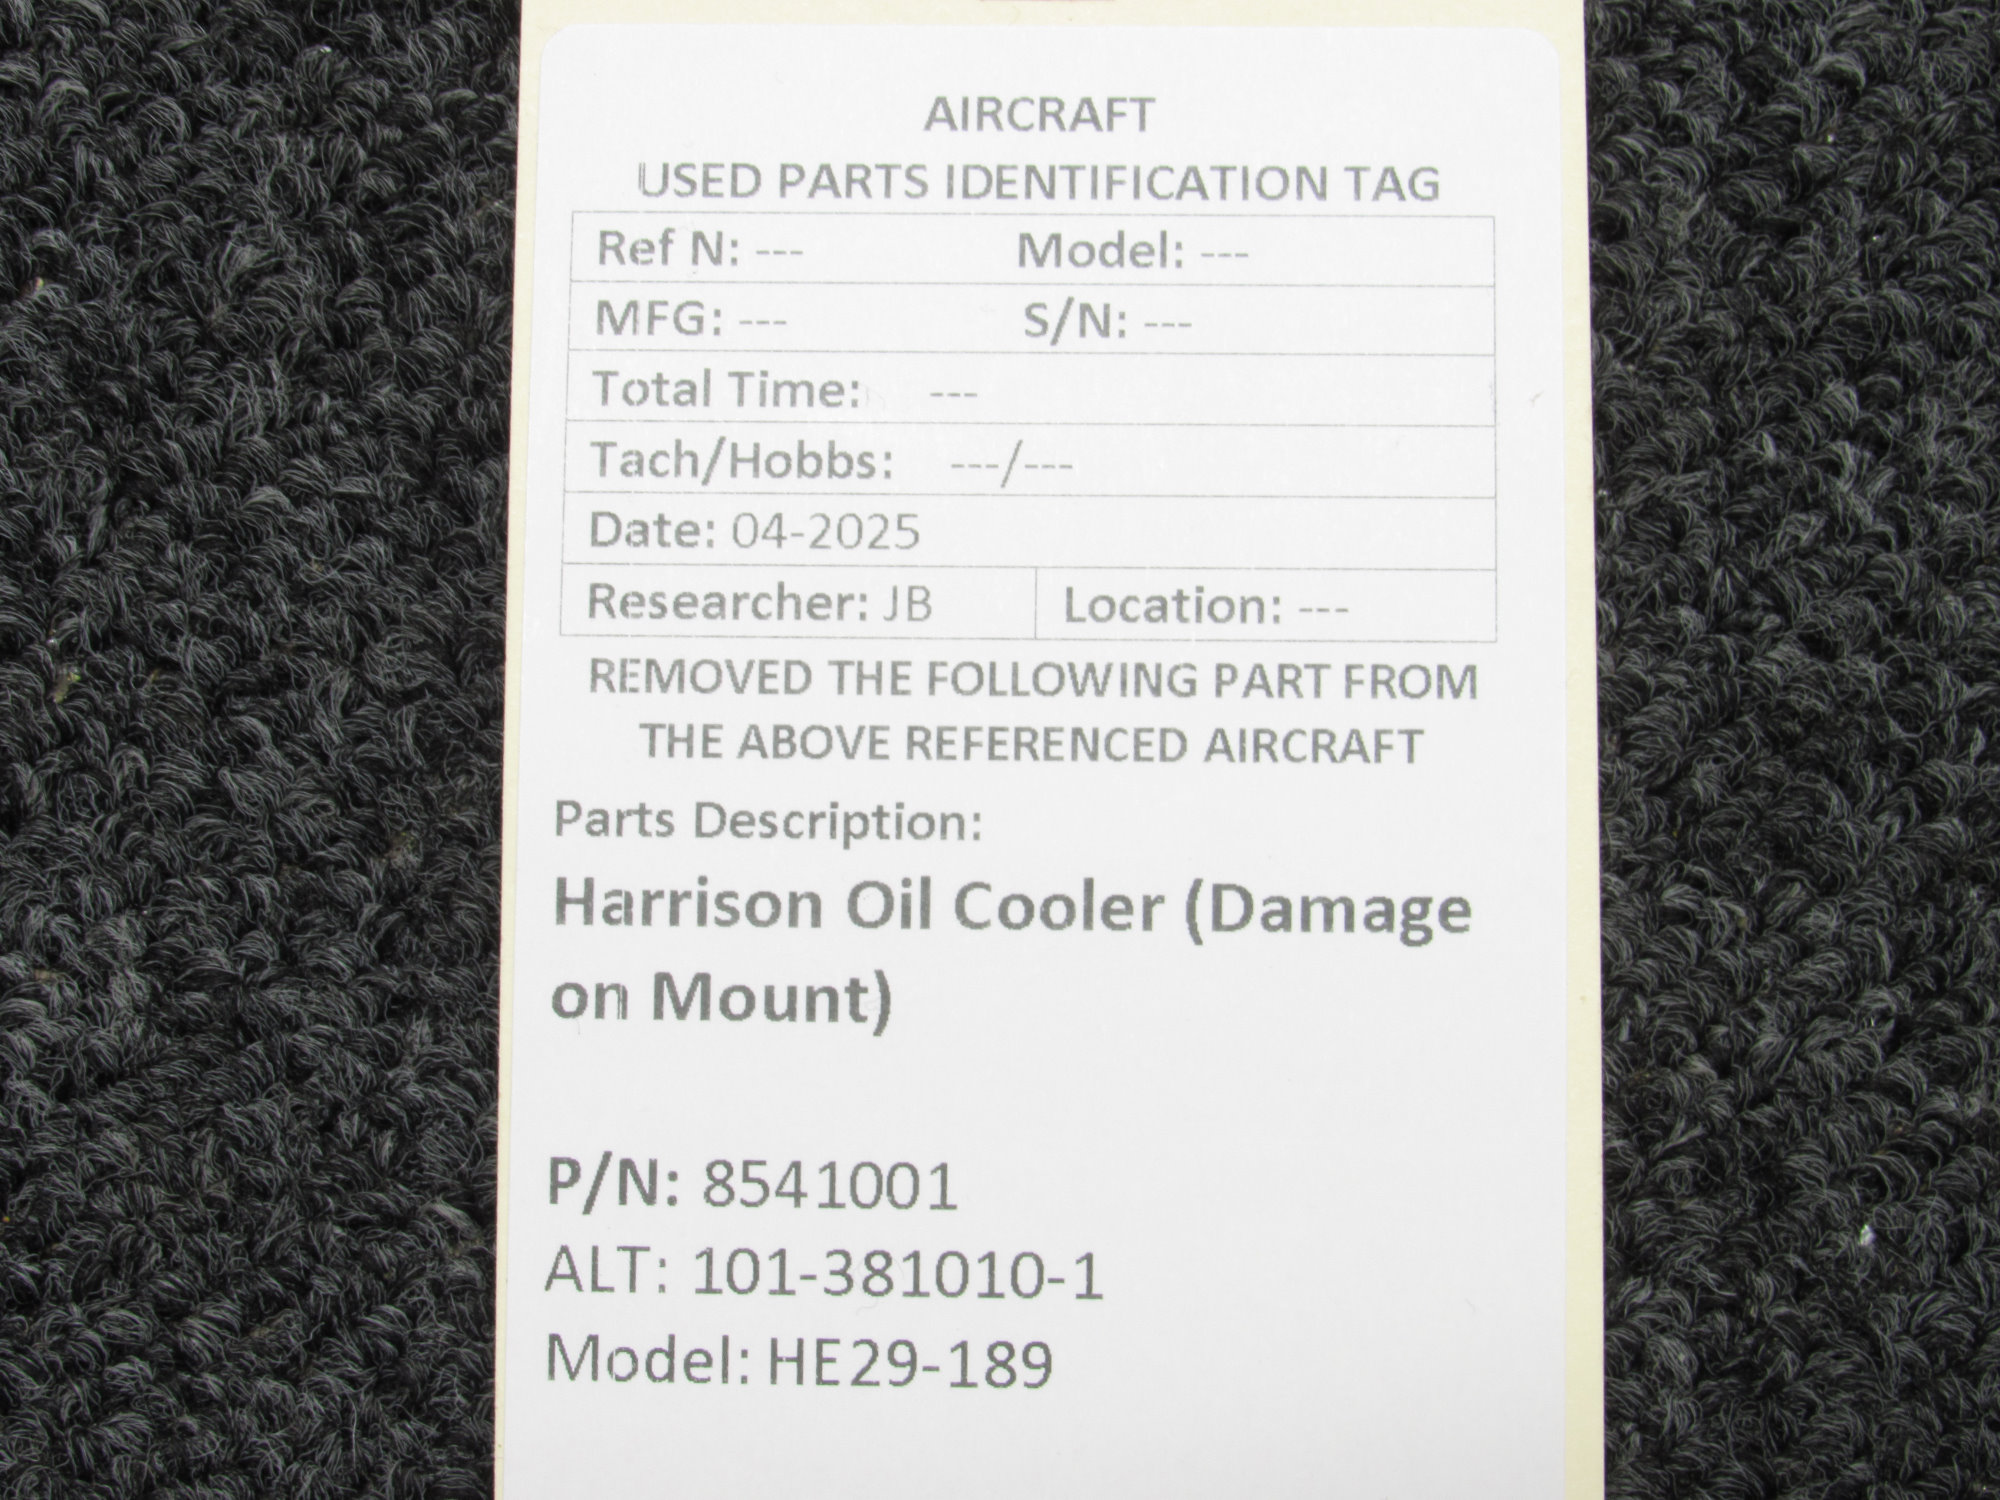 AIRCRAFT
USED PARTS IDENTIFICATION TAG
Ref N: --- Model: ---
MFG: --- S/N: ---
Total Time: ---
Tach/Hobbs: ---/---
Date: 04-2025
Researcher: JB Location: ---
REMOVED THE FOLLOWING PART FROM
THE ABOVE REFERENCED AIRCRAFT
Parts Description:
Harrison Oil Cooler (Damage
on Mount)
P/N: 8541001
ALT: 101-381010-1
Model: HE29-189